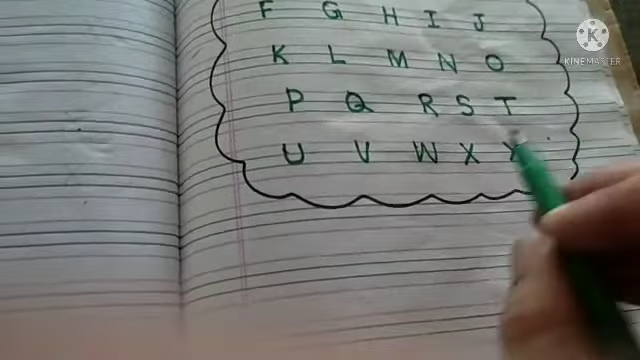 F G H I J
K L M N O
P Q R S T
U V W X Y
K
KINEMASTER